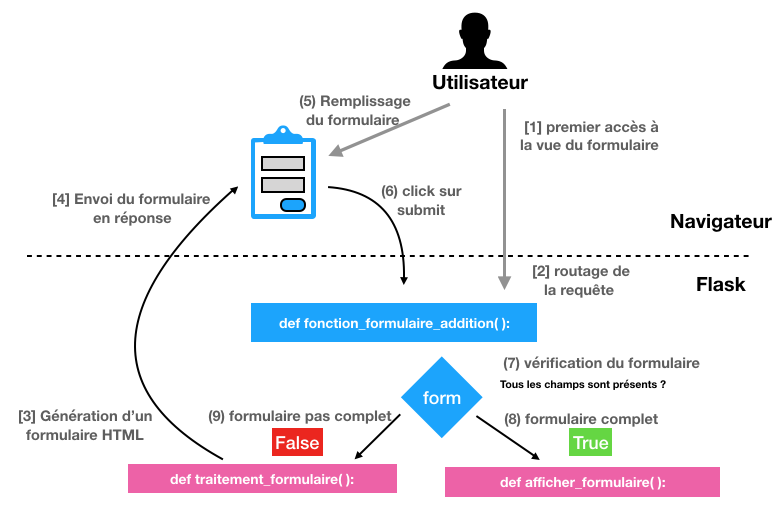 Utilisateur
(5) Remplissage
du formulaire
[1] premier accès à
la vue du formulaire
[4] Envoi du formulaire
en réponse
(6) click sur
submit
Navigateur
[2] routage de
la requête
Flask
def fonction_formulaire_addition( ):
(7) vérification du formulaire
Tous les champs sont présents ?
form
[3] Génération d'un
formulaire HTML
(9) formulaire pas complet
False
(8) formulaire complet
True
def traitement_formulaire( ):
def afficher_formulaire( ):